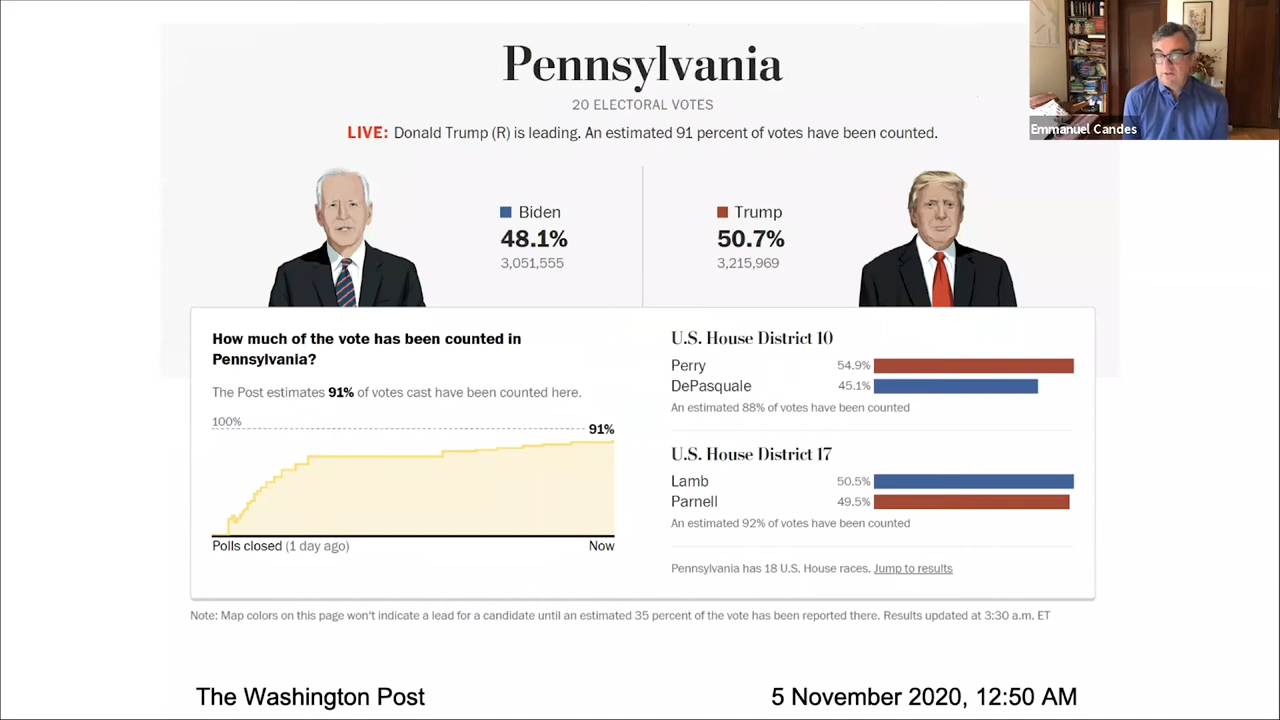 Pennsylvania
20 ELECTORAL VOTES
LIVE: Donald Trump (R) is leading. An estimated 91 percent of votes have been counted.
Emmanuel Candes
Biden
48.1%
3,051,555
Trump
50.7%
3,215,969
How much of the vote has been counted in
Pennsylvania?
The Post estimates 91% of votes cast have been counted here.
100%
91%
Polls closed (1 day ago)
Now
U.S. House District 10
Perry 54.9%
DePasquale 45.1%
An estimated 88% of votes have been counted
U.S. House District 17
Lamb 50.5%
Parnell 49.5%
An estimated 92% of votes have been counted
Pennsylvania has 18 U.S. House races. Jump to results
Note: Map colors on this page won't indicate a lead for a candidate until an estimated 35 percent of the vote has been reported there. Results updated at 3:30 a.m. ET
The Washington Post
5 November 2020, 12:50 AM